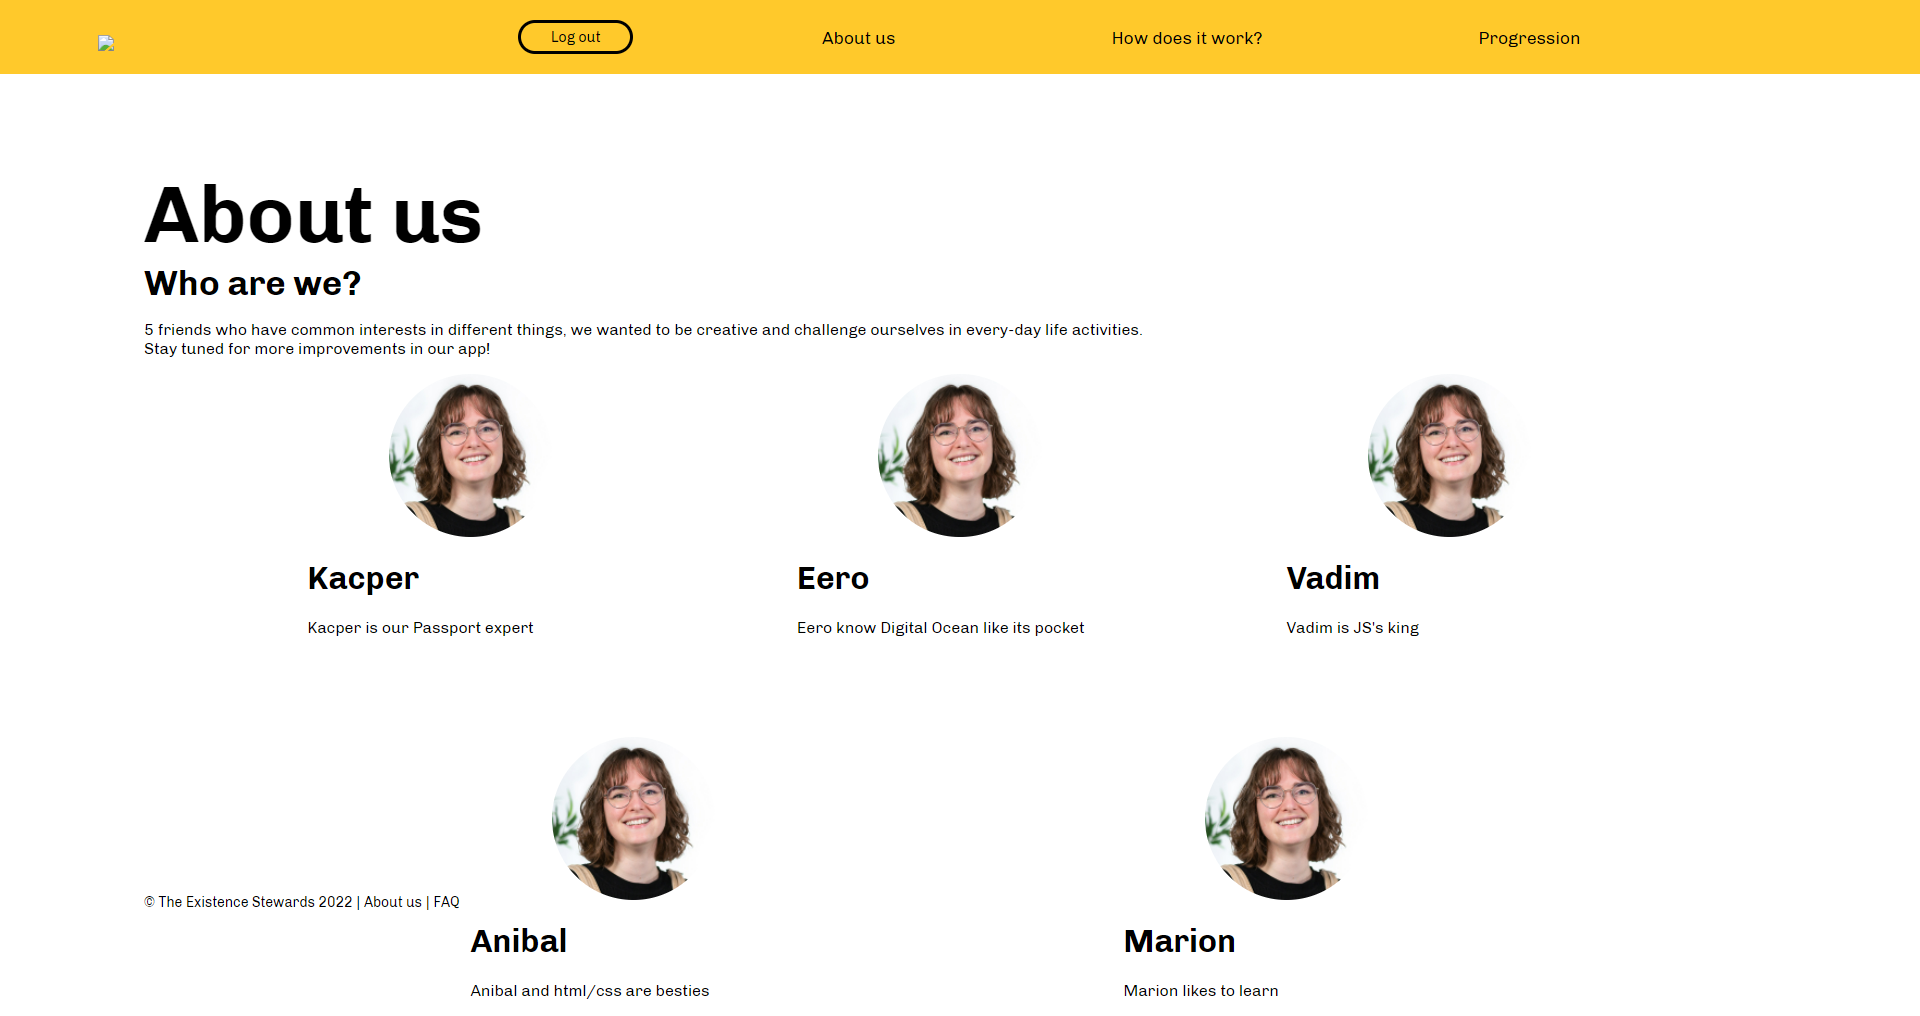 Log out
About us
How does it work?
Progression
About us
Who are we?
5 friends who have common interests in different things, we wanted to be creative and challenge ourselves in every-day life activities.
Stay tuned for more improvements in our app!
Kacper
Kacper is our Passport expert
Eero
Eero know Digital Ocean like its pocket
Vadim
Vadim is JS's king
© The Existence Stewards 2022 | About us | FAQ
Anibal
Anibal and html/css are besties
Marion
Marion likes to learn